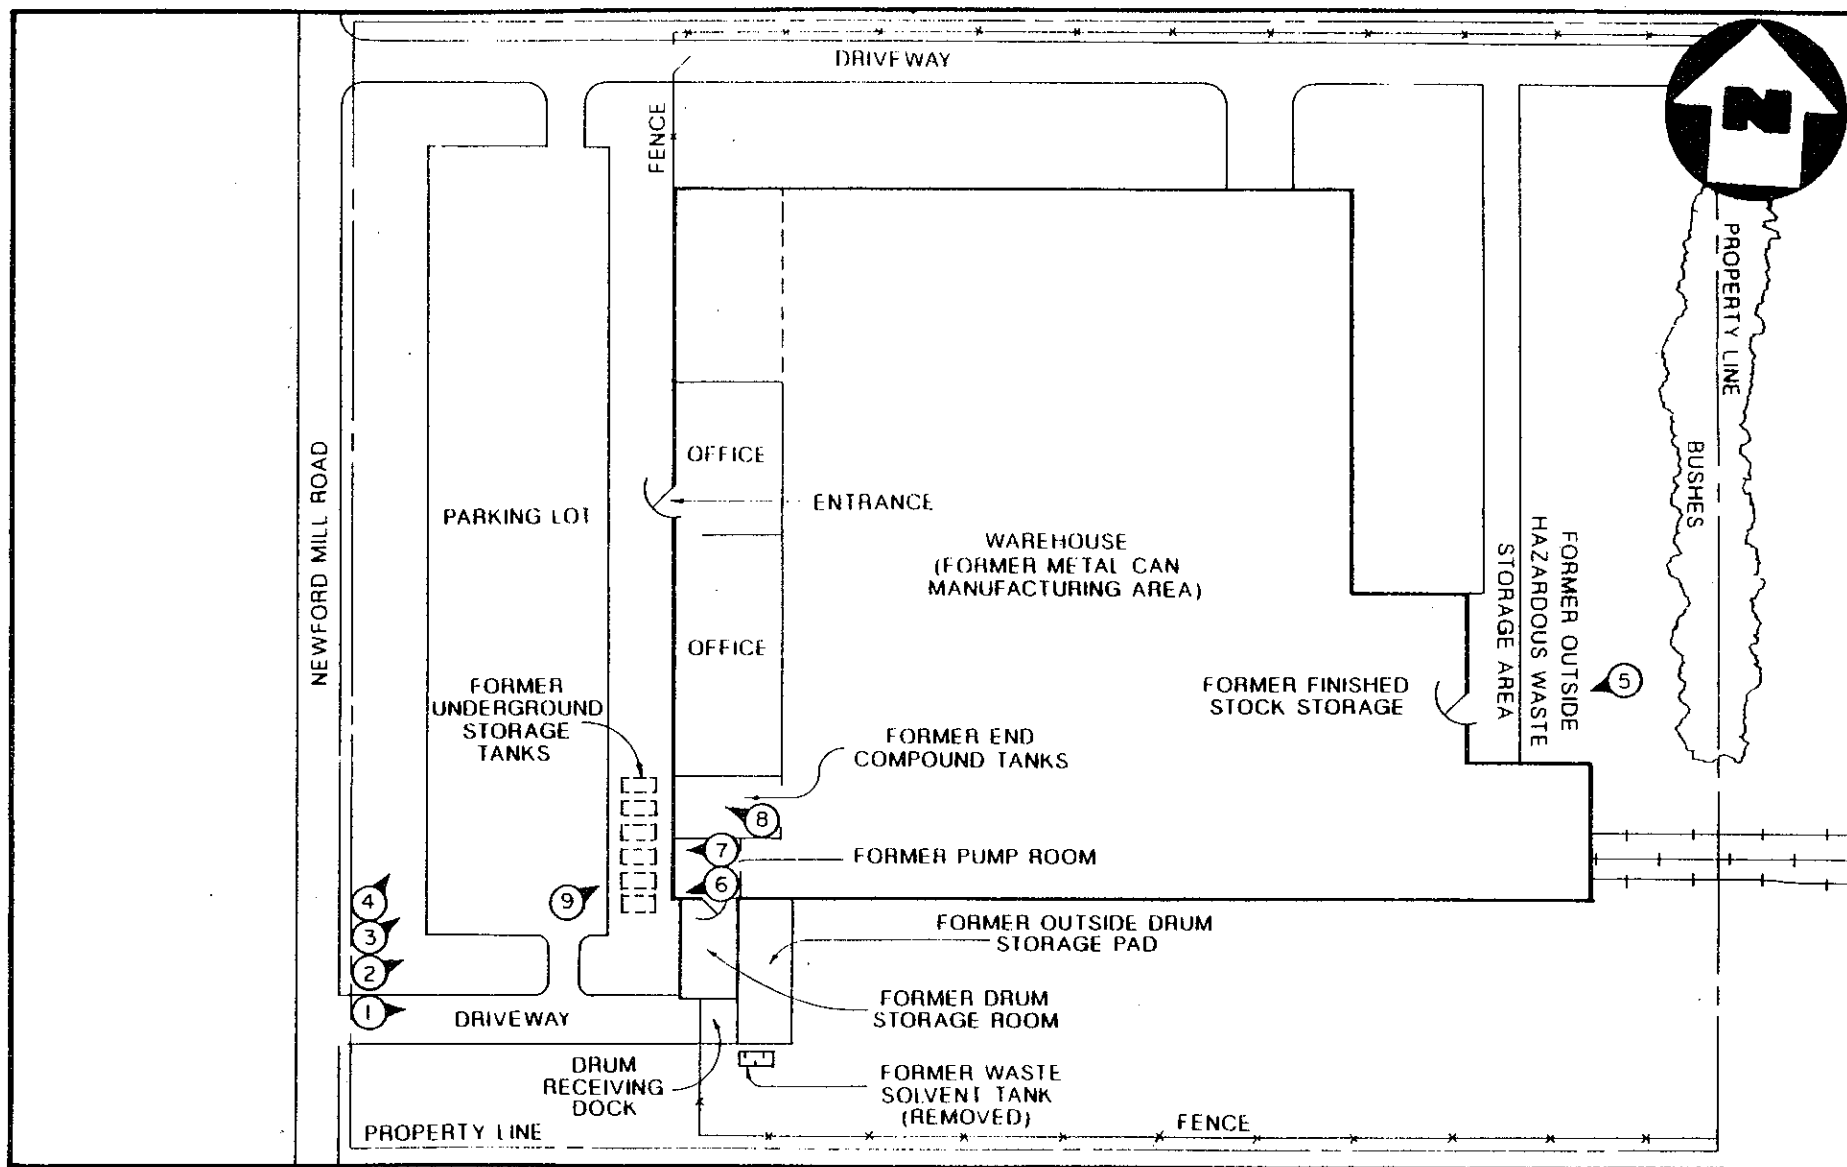 DRIVEWAY
FENCE
N
PROPERTY LINE
BUSHES
NEWFORD MILL ROAD
PARKING LOT
OFFICE
ENTRANCE
WAREHOUSE
(FORMER METAL CAN
MANUFACTURING AREA)
OFFICE
FORMER OUTSIDE
HAZARDOUS WASTE
STORAGE AREA
5
FORMER
UNDERGROUND
STORAGE
TANKS
FORMER FINISHED
STOCK STORAGE
FORMER END
COMPOUND TANKS
8
7
FORMER PUMP ROOM
6
4
3
2
1
9
DRIVEWAY
FORMER OUTSIDE DRUM
STORAGE PAD
FORMER DRUM
STORAGE ROOM
DRUM
RECEIVING
DOCK
FORMER WASTE
SOLVENT TANK
(REMOVED)
PROPERTY LINE
FENCE